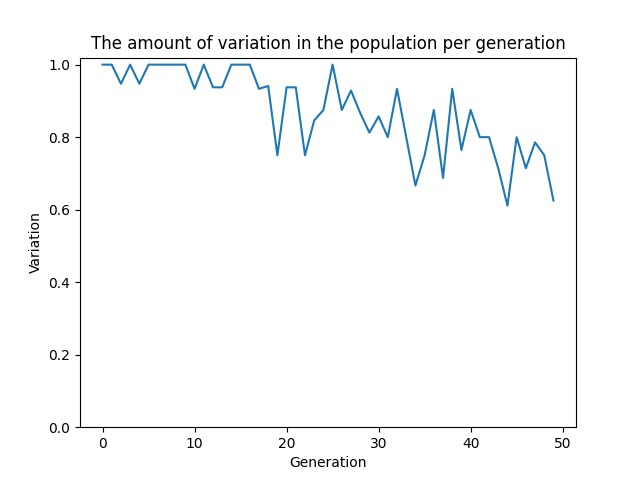 The amount of variation in the population per generation
1.0
0.8
0.6
0.4
0.2
0.0
Variation
0 10 20 30 40 50
Generation